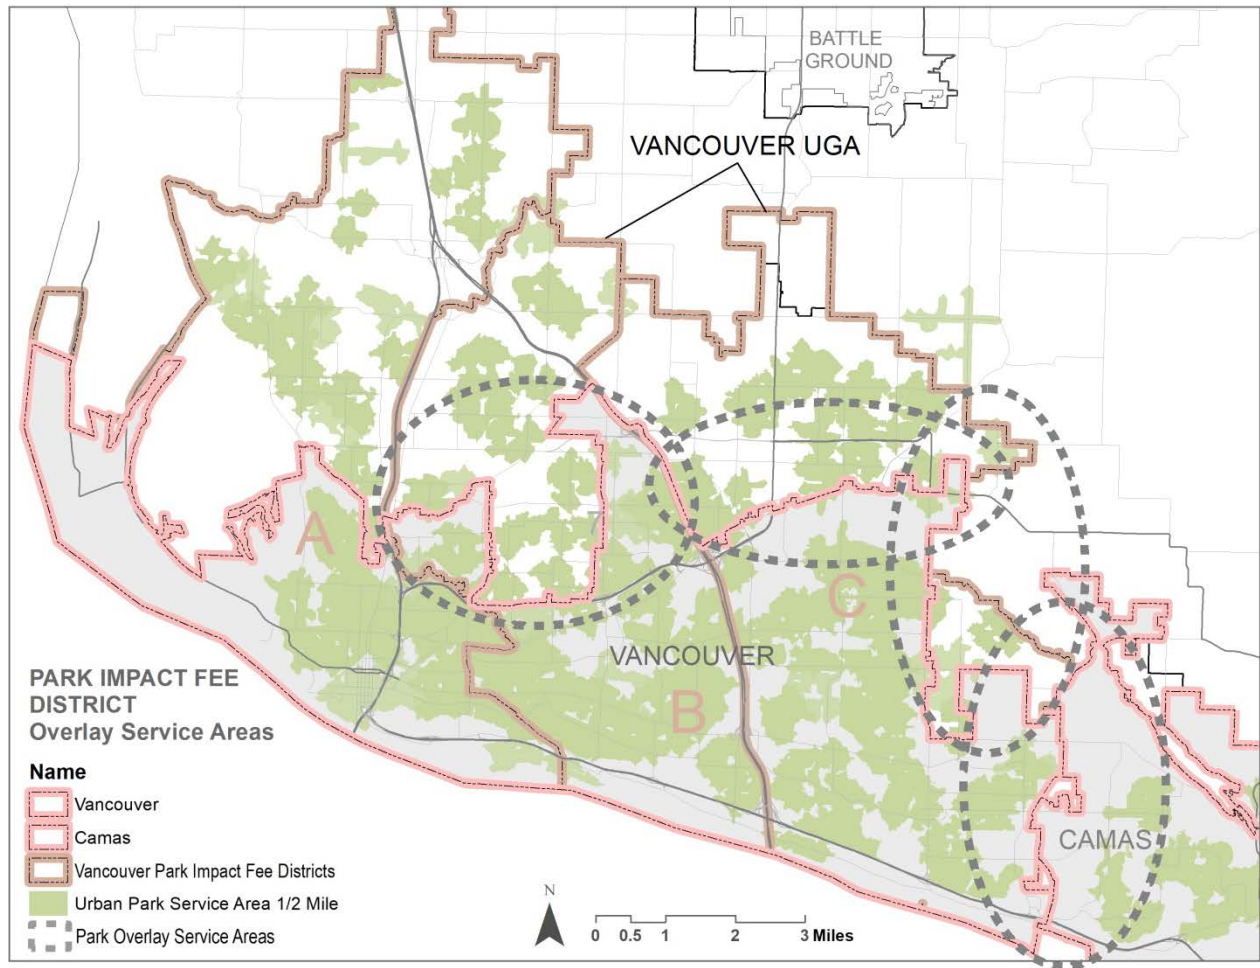 BATTLE
GROUND
VANCOUVER UGA
A
7
C
VANCOUVER
B
CAMAS
PARK IMPACT FEE
DISTRICT
Overlay Service Areas
Name
Vancouver
Camas
Vancouver Park Impact Fee Districts
Urban Park Service Area 1/2 Mile
Park Overlay Service Areas
N
0 0.5 1 2 3 Miles